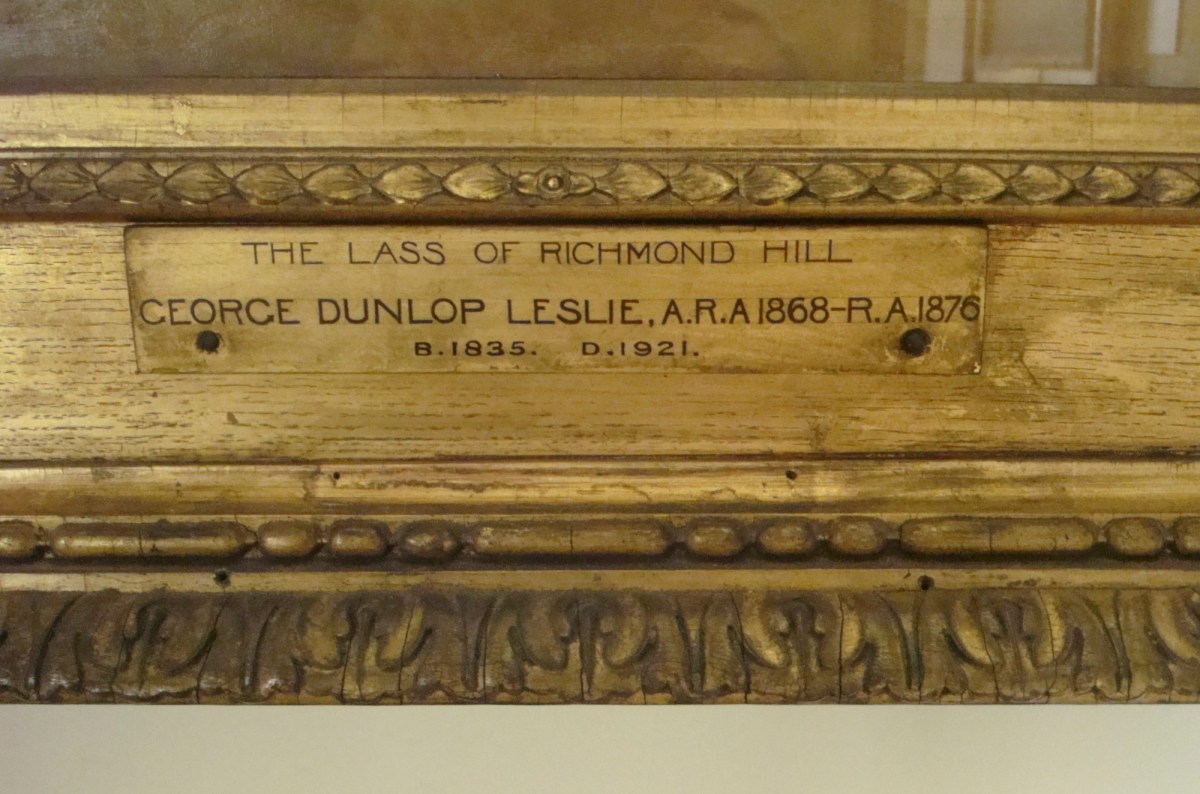 THE LASS OF RICHMOND HILL
GEORGE DUNLOP LESLIE, A.R.A 1868-R.A.1876
B.1835. D.1921.